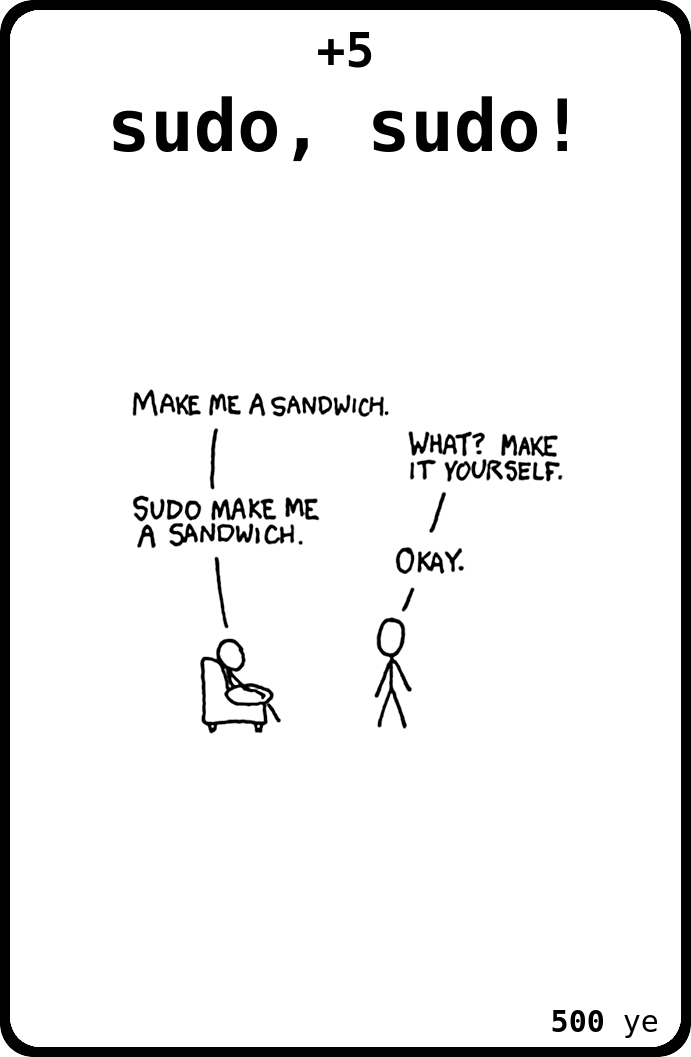 +5
sudo, sudo!
MAKE ME A SANDWICH.
WHAT? MAKE
IT YOURSELF.
SUDO MAKE ME
A SANDWICH.
OKAY.
500 ye